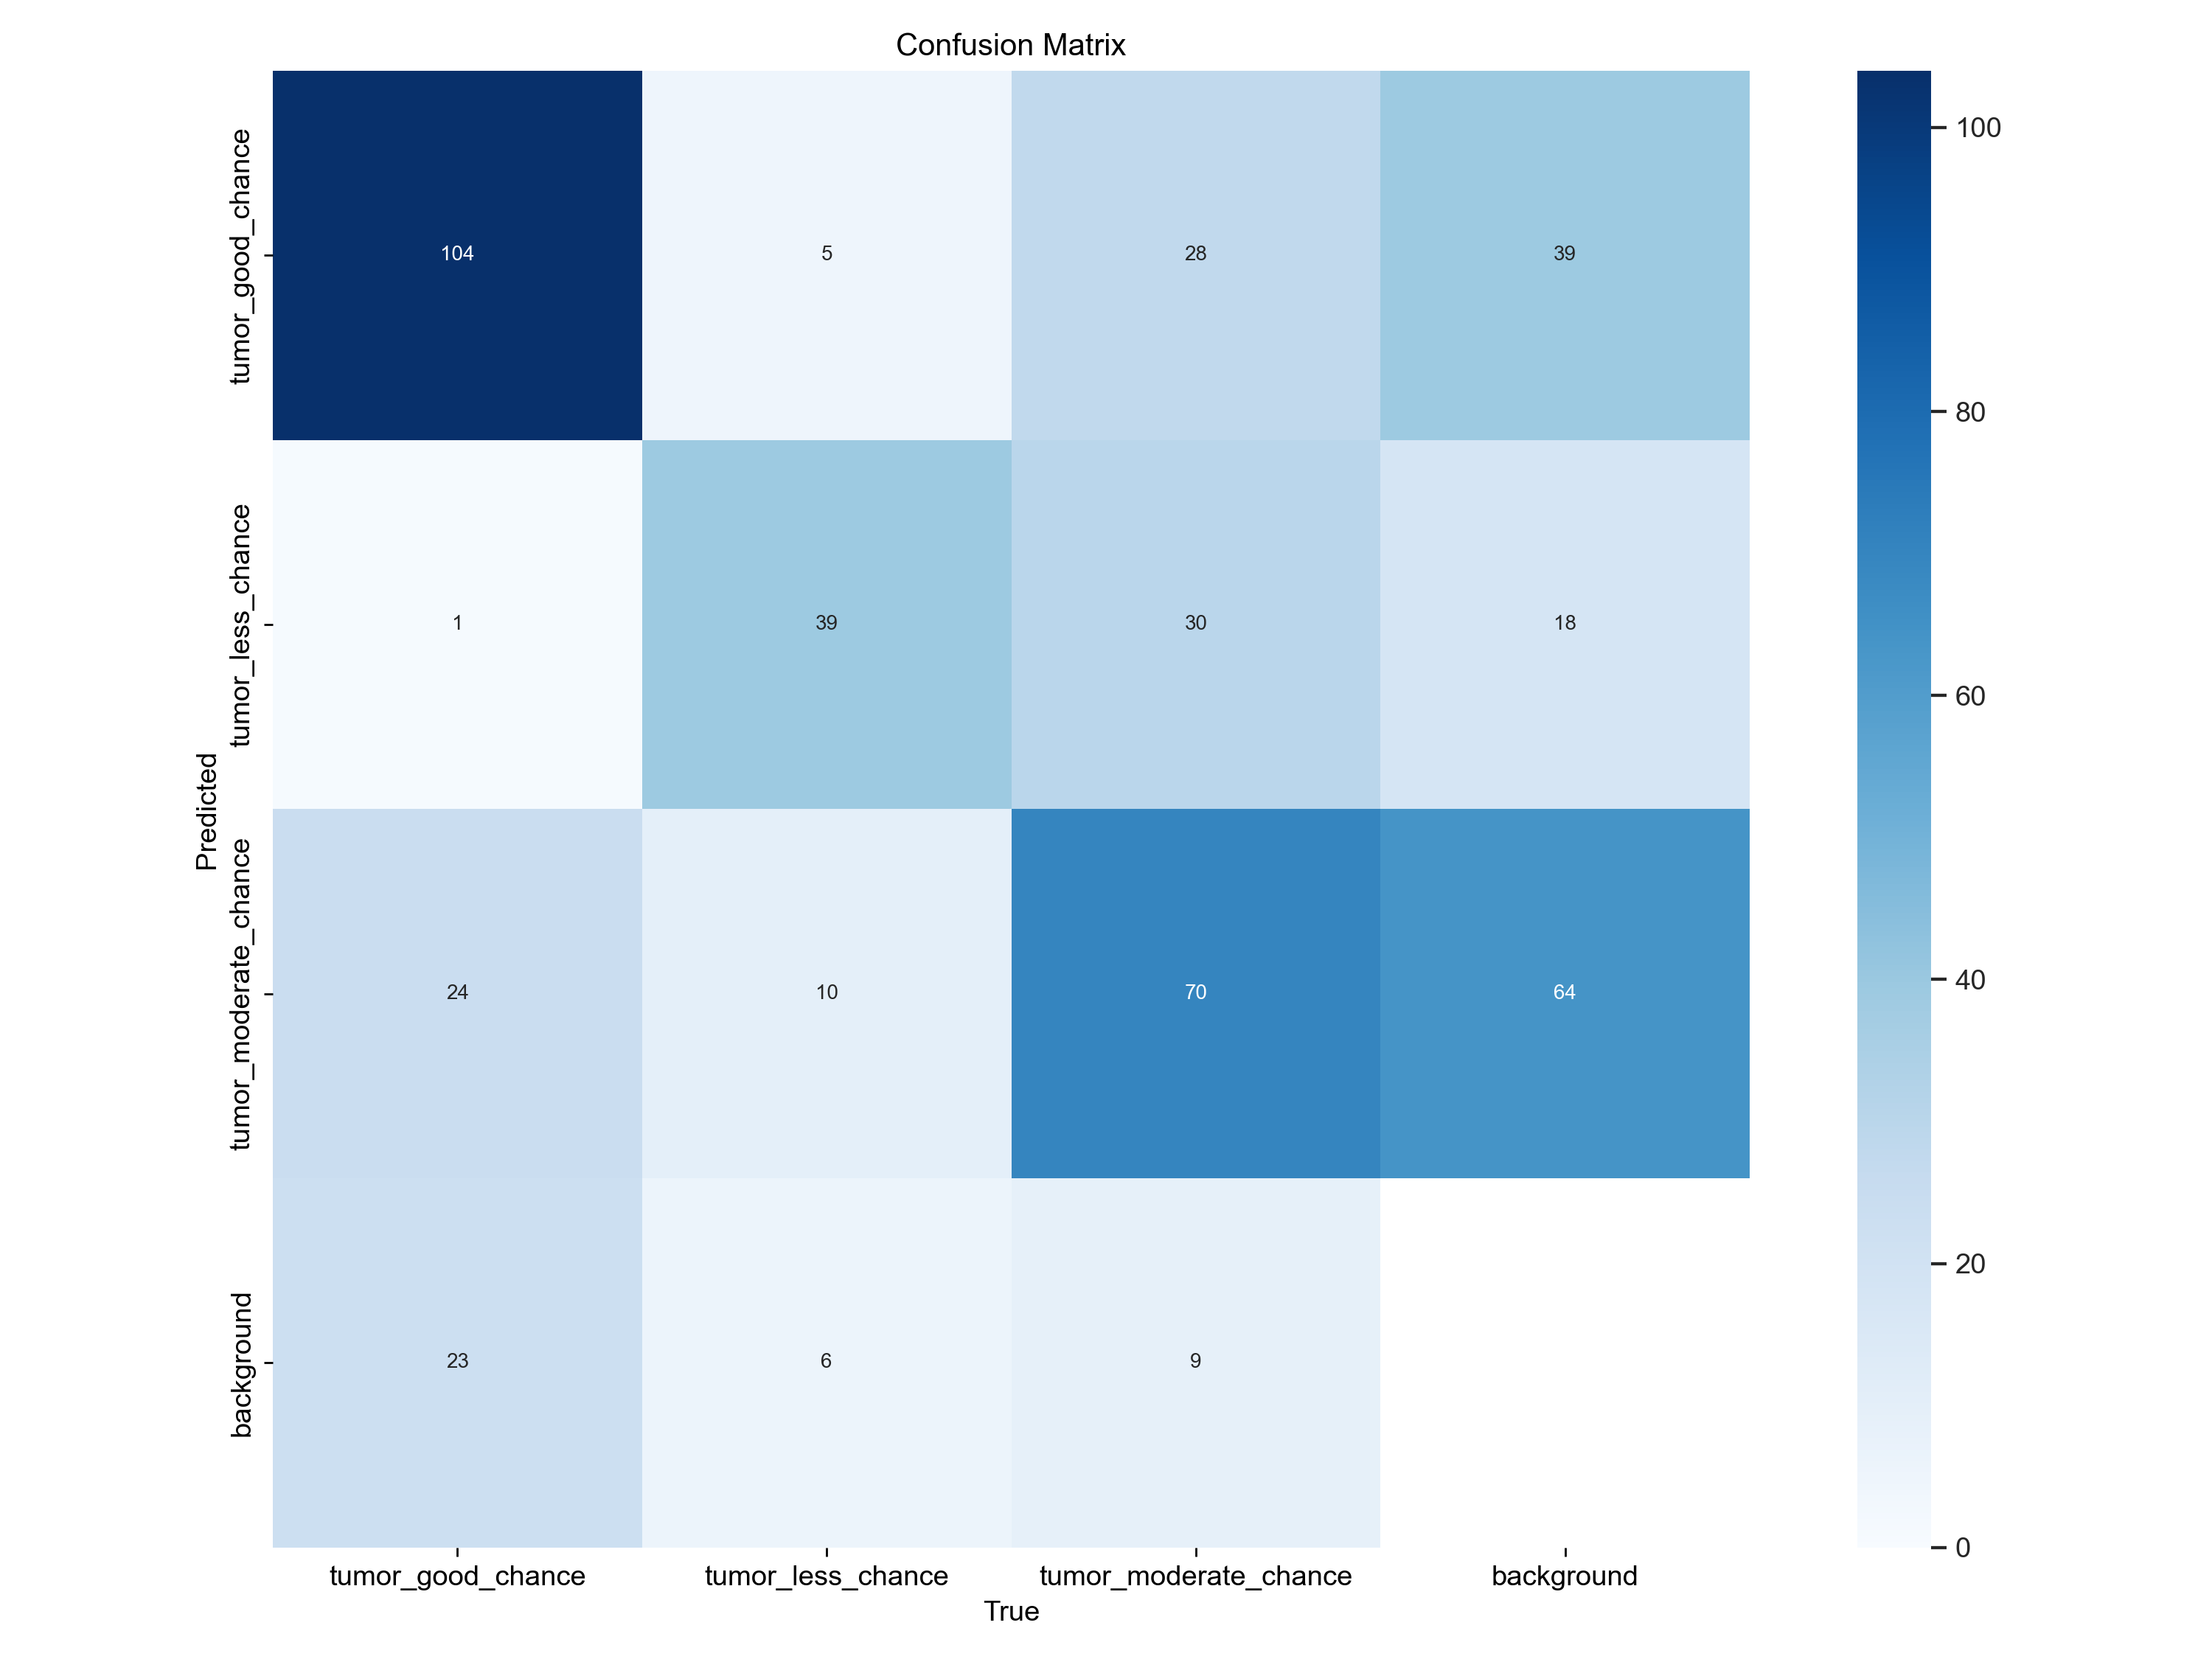 Confusion Matrix
tumor_good_chance
104 5 28 39
tumor_less_chance
1 39 30 18
tumor_moderate_chance
24 10 70 64
background
23 6 9
Predicted
tumor_good_chance tumor_less_chance tumor_moderate_chance background
True
100
80
60
40
20
0